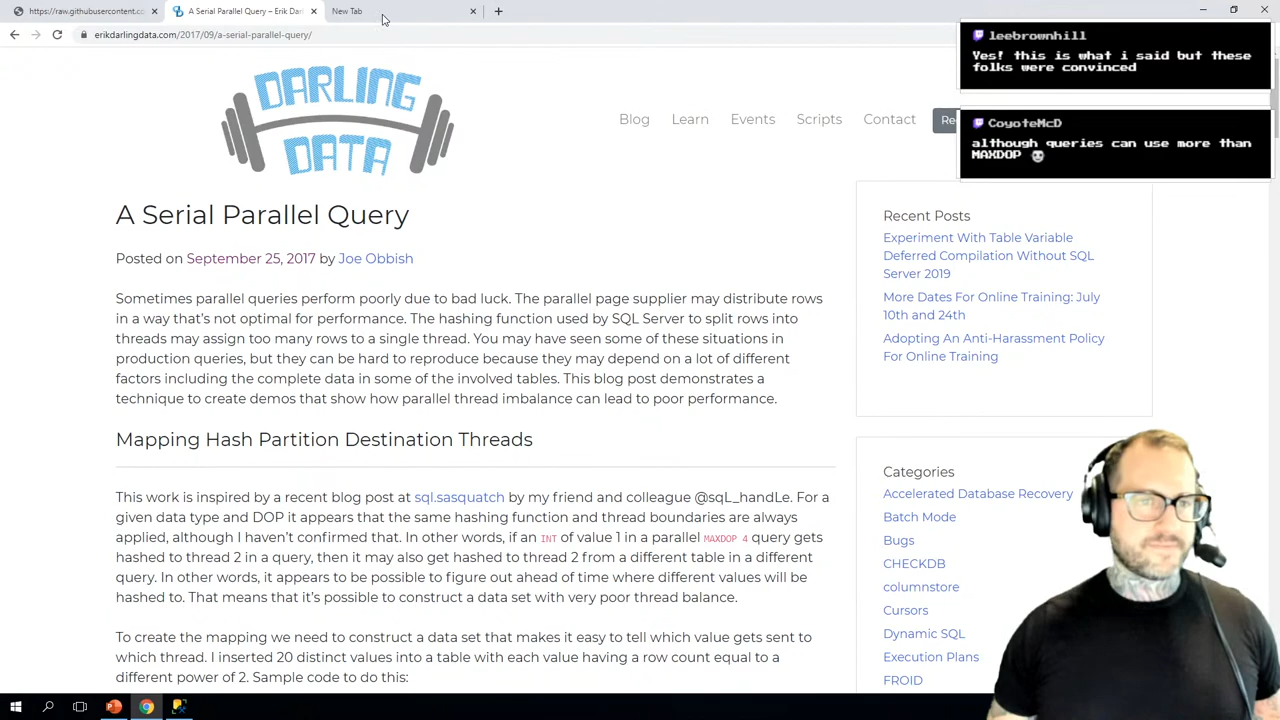 https://raw.githubusercontent.co
A Serial Parallel Query – Erik Dar
New Tab
erikdarlingdata.com/2017/09/a-serial-parallel-query/
leebrownhill
Yes! this is what i said but these
folks were convinced
CoyoteMcD
although queries can use more than
MAXDOP
DARLING
DATA
Blog
Learn
Events
Scripts
Contact
Re
A Serial Parallel Query
Posted on September 25, 2017 by Joe Obbish
Sometimes parallel queries perform poorly due to bad luck. The parallel page supplier may distribute rows
in a way that's not optimal for performance. The hashing function used by SQL Server to split rows into
threads may assign too many rows to a single thread. You may have seen some of these situations in
production queries, but they can be hard to reproduce because they may depend on a lot of different
factors including the complete data in some of the involved tables. This blog post demonstrates a
technique to create demos that show how parallel thread imbalance can lead to poor performance.
Mapping Hash Partition Destination Threads
This work is inspired by a recent blog post at sql.sasquatch by my friend and colleague @sqL_handLe. For a
given data type and DOP it appears that the same hashing function and thread boundaries are always
applied, although I haven't confirmed that. In other words, if an INT of value 1 in a parallel MAXDOP 4 query gets
hashed to thread 2 in a query, then it may also get hashed to thread 2 from a different table in a different
query. In other words, it appears to be possible to figure out ahead of time where different values will be
hashed to. That means that it's possible to construct a data set with very poor thread balance.
To create the mapping we need to construct a data set that makes it easy to tell which value gets sent to
which thread. I inserted 20 distinct values into a table with each value having a row count equal to a
different power of 2. Sample code to do this:
Recent Posts
Experiment With Table Variable
Deferred Compilation Without SQL
Server 2019
More Dates For Online Training: July
10th and 24th
Adopting An Anti-Harassment Policy
For Online Training
Categories
Accelerated Database Recovery
Batch Mode
Bugs
CHECKDB
columnstore
Cursors
Dynamic SQL
Execution Plans
FROID